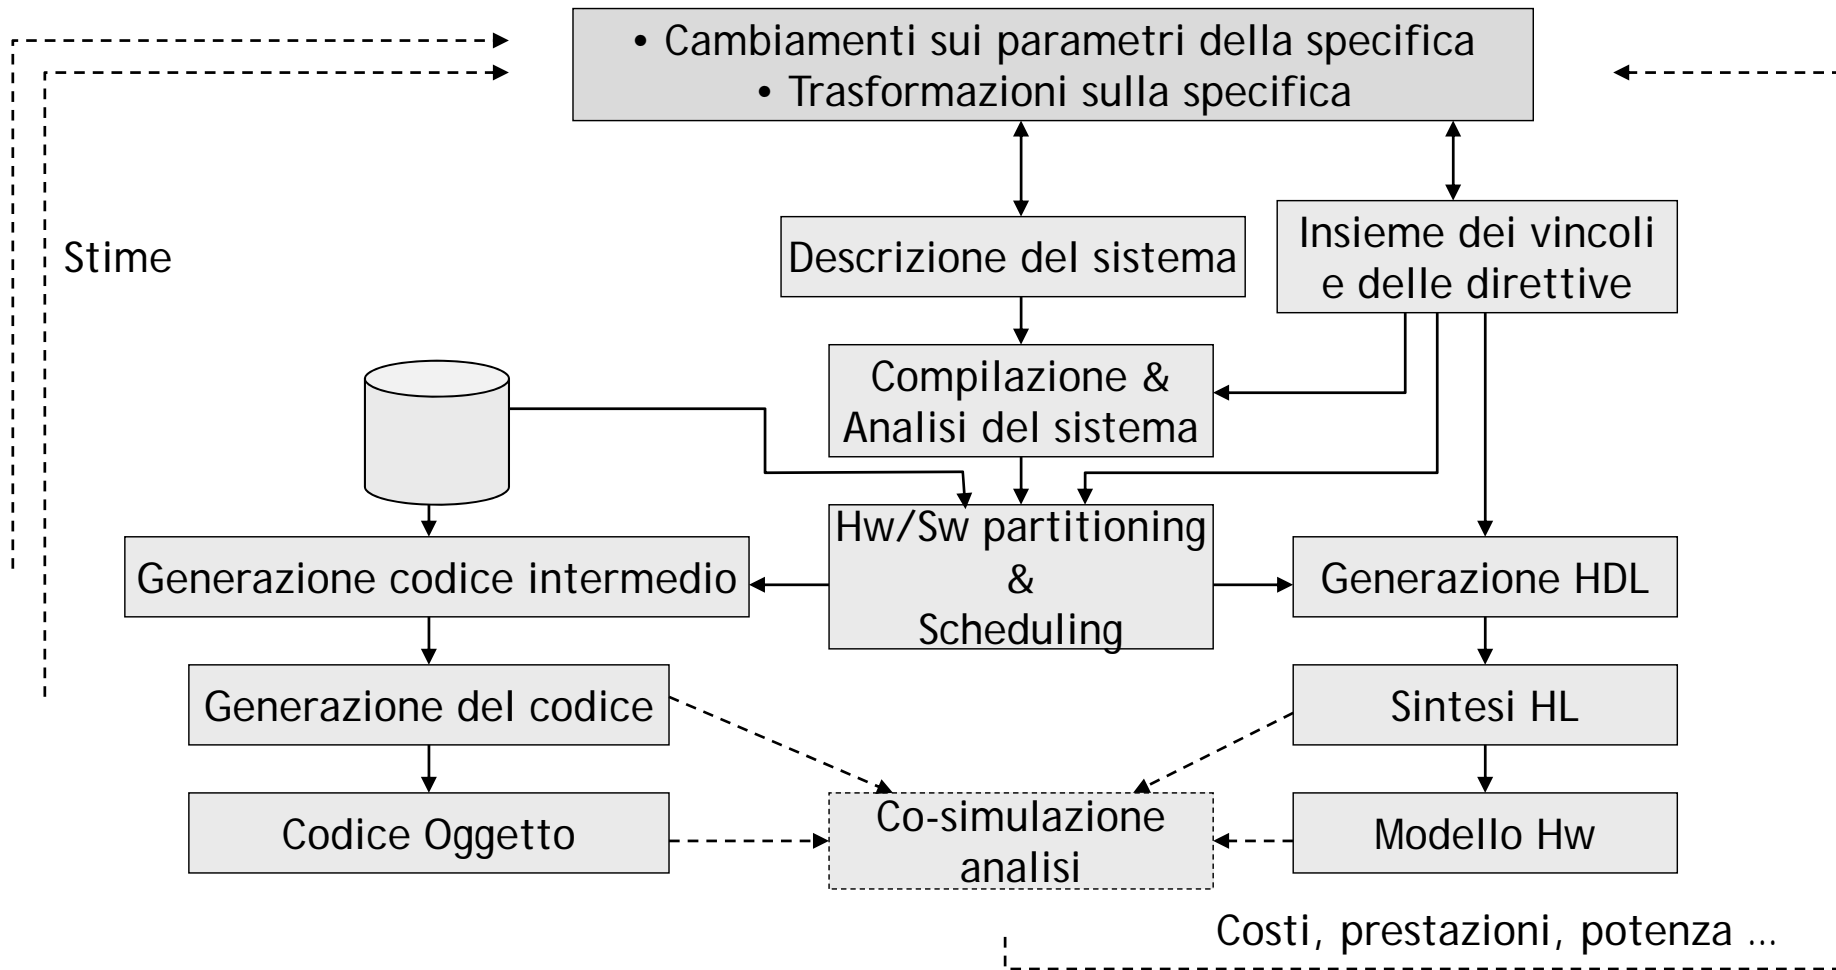 • Cambiamenti sui parametri della specifica
• Trasformazioni sulla specifica
Stime
Descrizione del sistema
Insieme dei vincoli
e delle direttive
Compilazione &
Analisi del sistema
Hw/Sw partitioning
&
Scheduling
Generazione codice intermedio
Generazione HDL
Generazione del codice
Sintesi HL
Codice Oggetto
Co-simulazione
analisi
Modello Hw
Costi, prestazioni, potenza ...